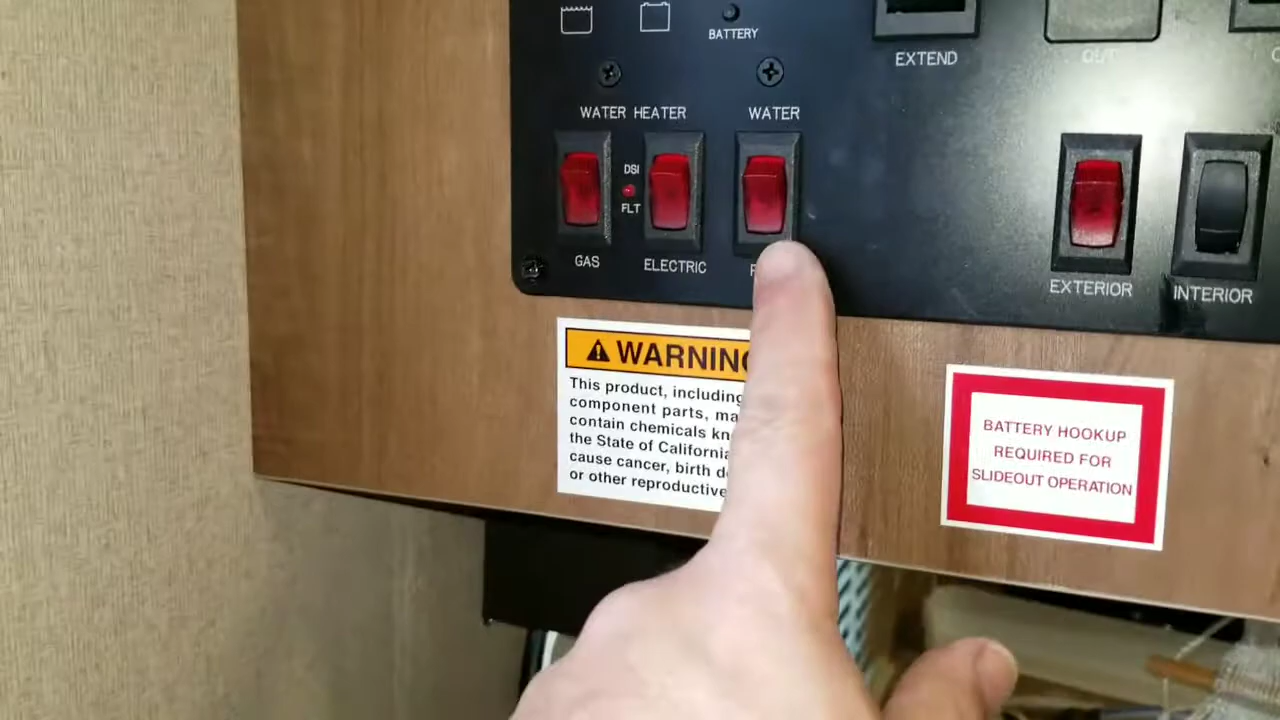 BATTERY
EXTEND
OUT
WATER HEATER
WATER
DSI
FLT
GAS
ELECTRIC
EXTERIOR
INTERIOR
WARNING
This product, including
component parts, ma
contain chemicals kn
the State of California
cause cancer, birth d
or other reproductive
BATTERY HOOKUP
REQUIRED FOR
SLIDEOUT OPERATION